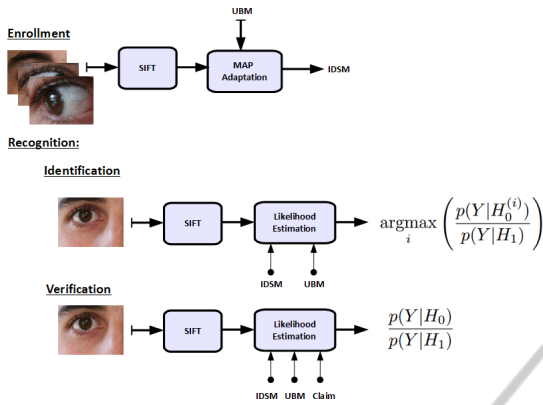 UBM
Enrollment
SIFT
MAP
Adaptation
IDSM
Recognition:
Identification
SIFT
Likelihood
Estimation
argmax_i ( p(Y|H_0^{(i)}) / p(Y|H_1) )
IDSM
UBM
Verification
SIFT
Likelihood
Estimation
p(Y|H_0) / p(Y|H_1)
IDSM
UBM
Claim